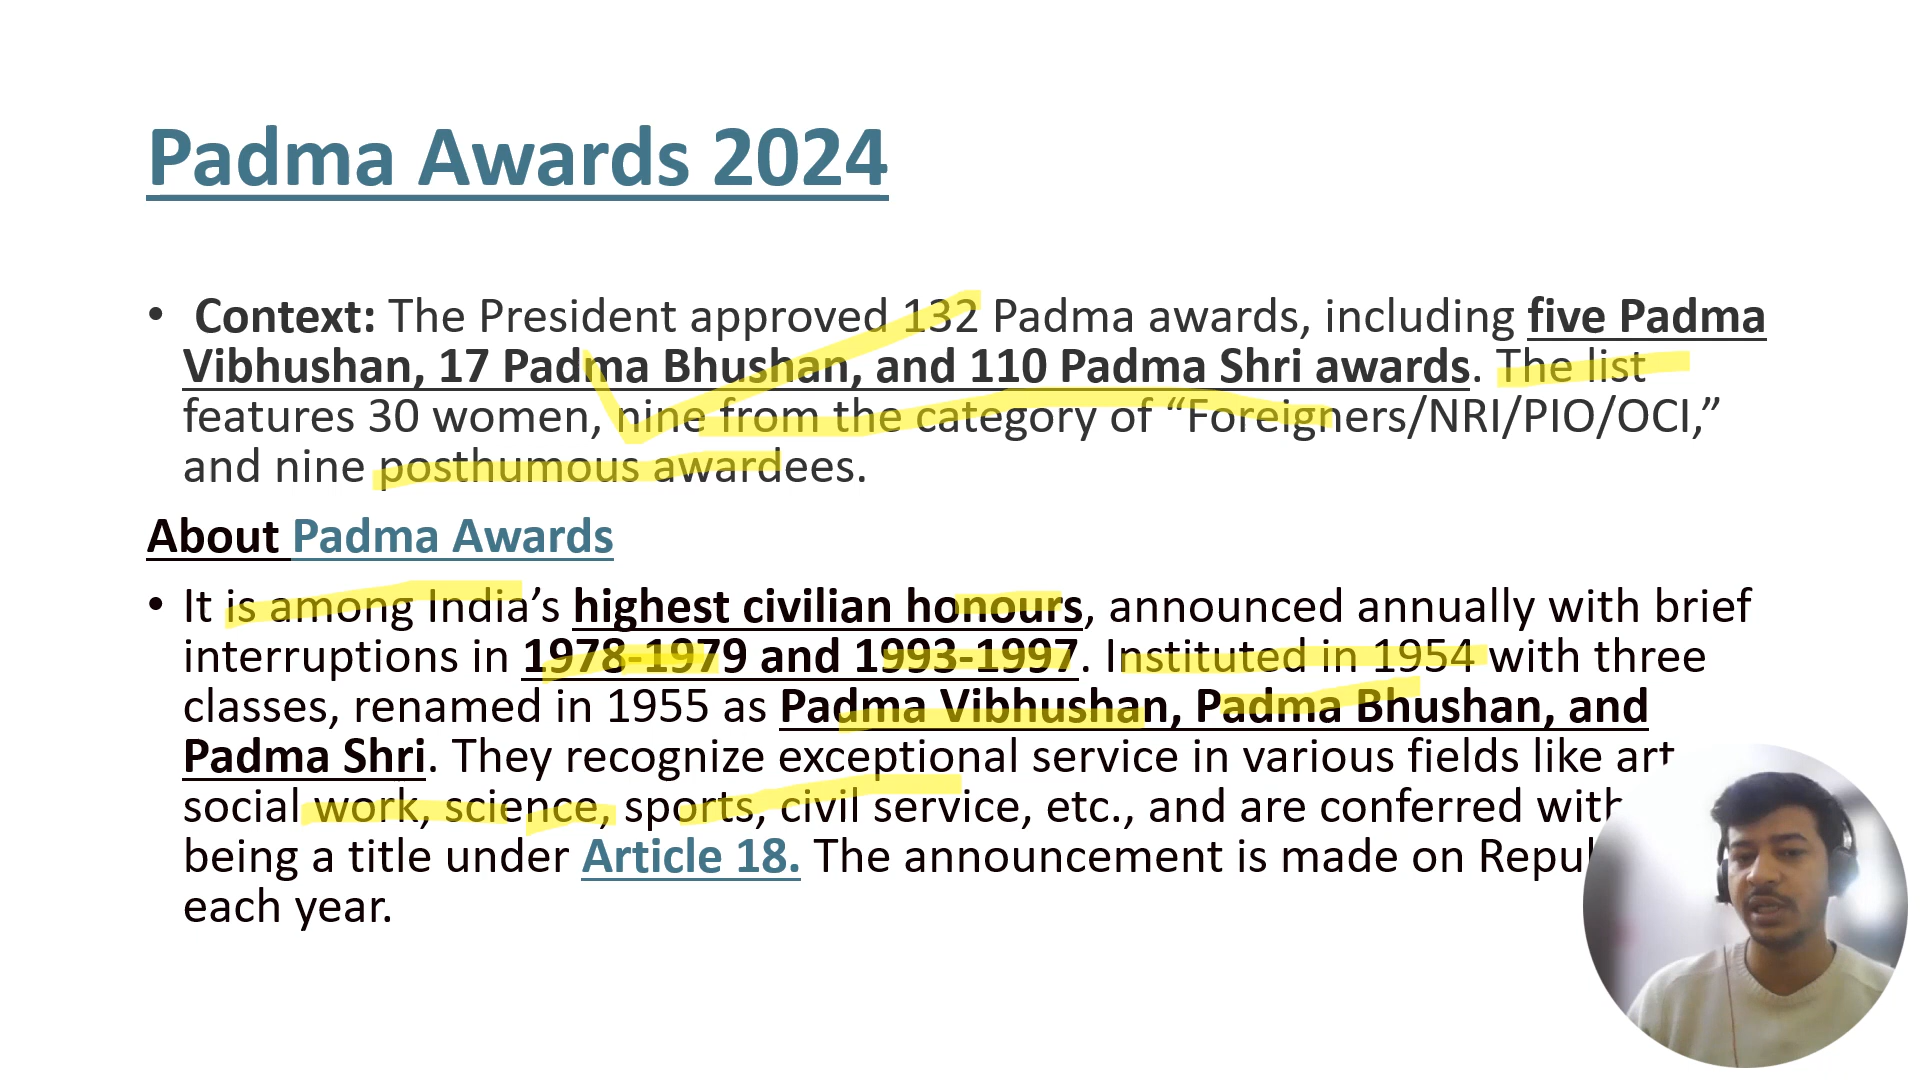 Padma Awards 2024
• Context: The President approved 132 Padma awards, including five Padma
Vibhushan, 17 Padma Bhushan, and 110 Padma Shri awards. The list
features 30 women, nine from the category of “Foreigners/NRI/PIO/OCI,”
and nine posthumous awardees.
About Padma Awards
• It is among India’s highest civilian honours, announced annually with brief
interruptions in 1978-1979 and 1993-1997. Instituted in 1954 with three
classes, renamed in 1955 as Padma Vibhushan, Padma Bhushan, and
Padma Shri. They recognize exceptional service in various fields like art
social work, science, sports, civil service, etc., and are conferred
being a title under Article 18. The announcement is made on
each year.